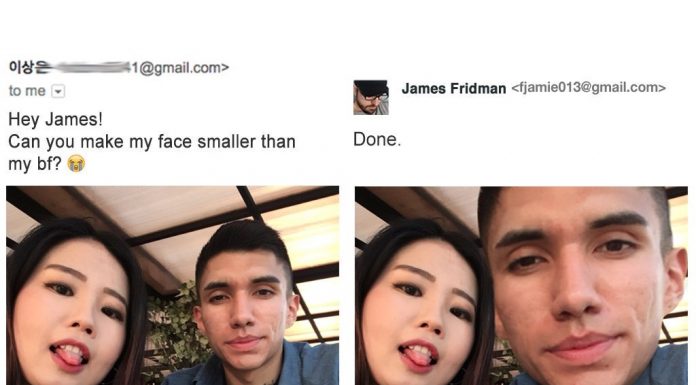 이상은 41@gmail.com>
to me
Hey James!
Can you make my face smaller than
my bf? 😭
James Fridman <fjamie013@gmail.com>
Done.